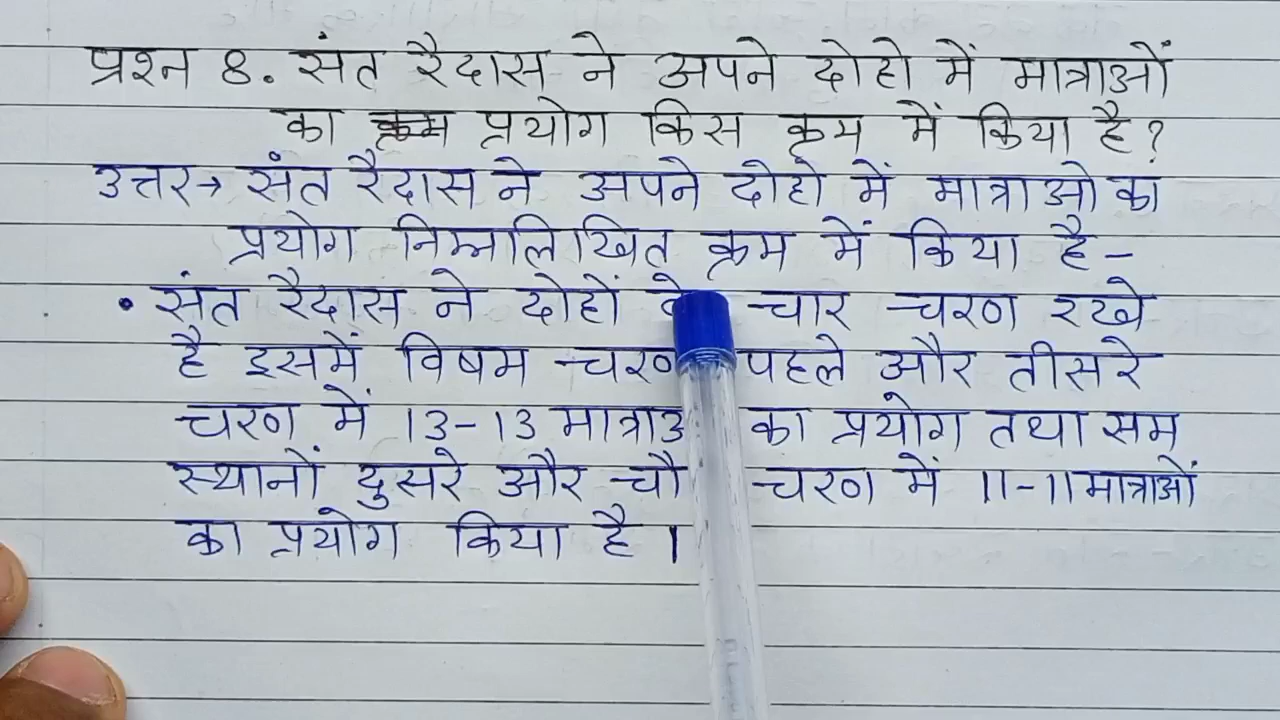 प्रश्न 8. संत रैदास ने अपने दोहो में मात्राओं
का क्रम प्रयोग किस क्रम में किया है?
उत्तर→ संत रैदास ने अपने दोहो में मात्राओ का
प्रयोग निम्नलिखित क्रम में किया है-
• संत रैदास ने दोहों चार चरण रखे
है इसमें विषम चरण पहले और तीसरे
चरण में 13-13 का प्रयोग तथा सम
स्थानों दुसरे और चरण में 11-11 मात्राओं
का प्रयोग किया है।